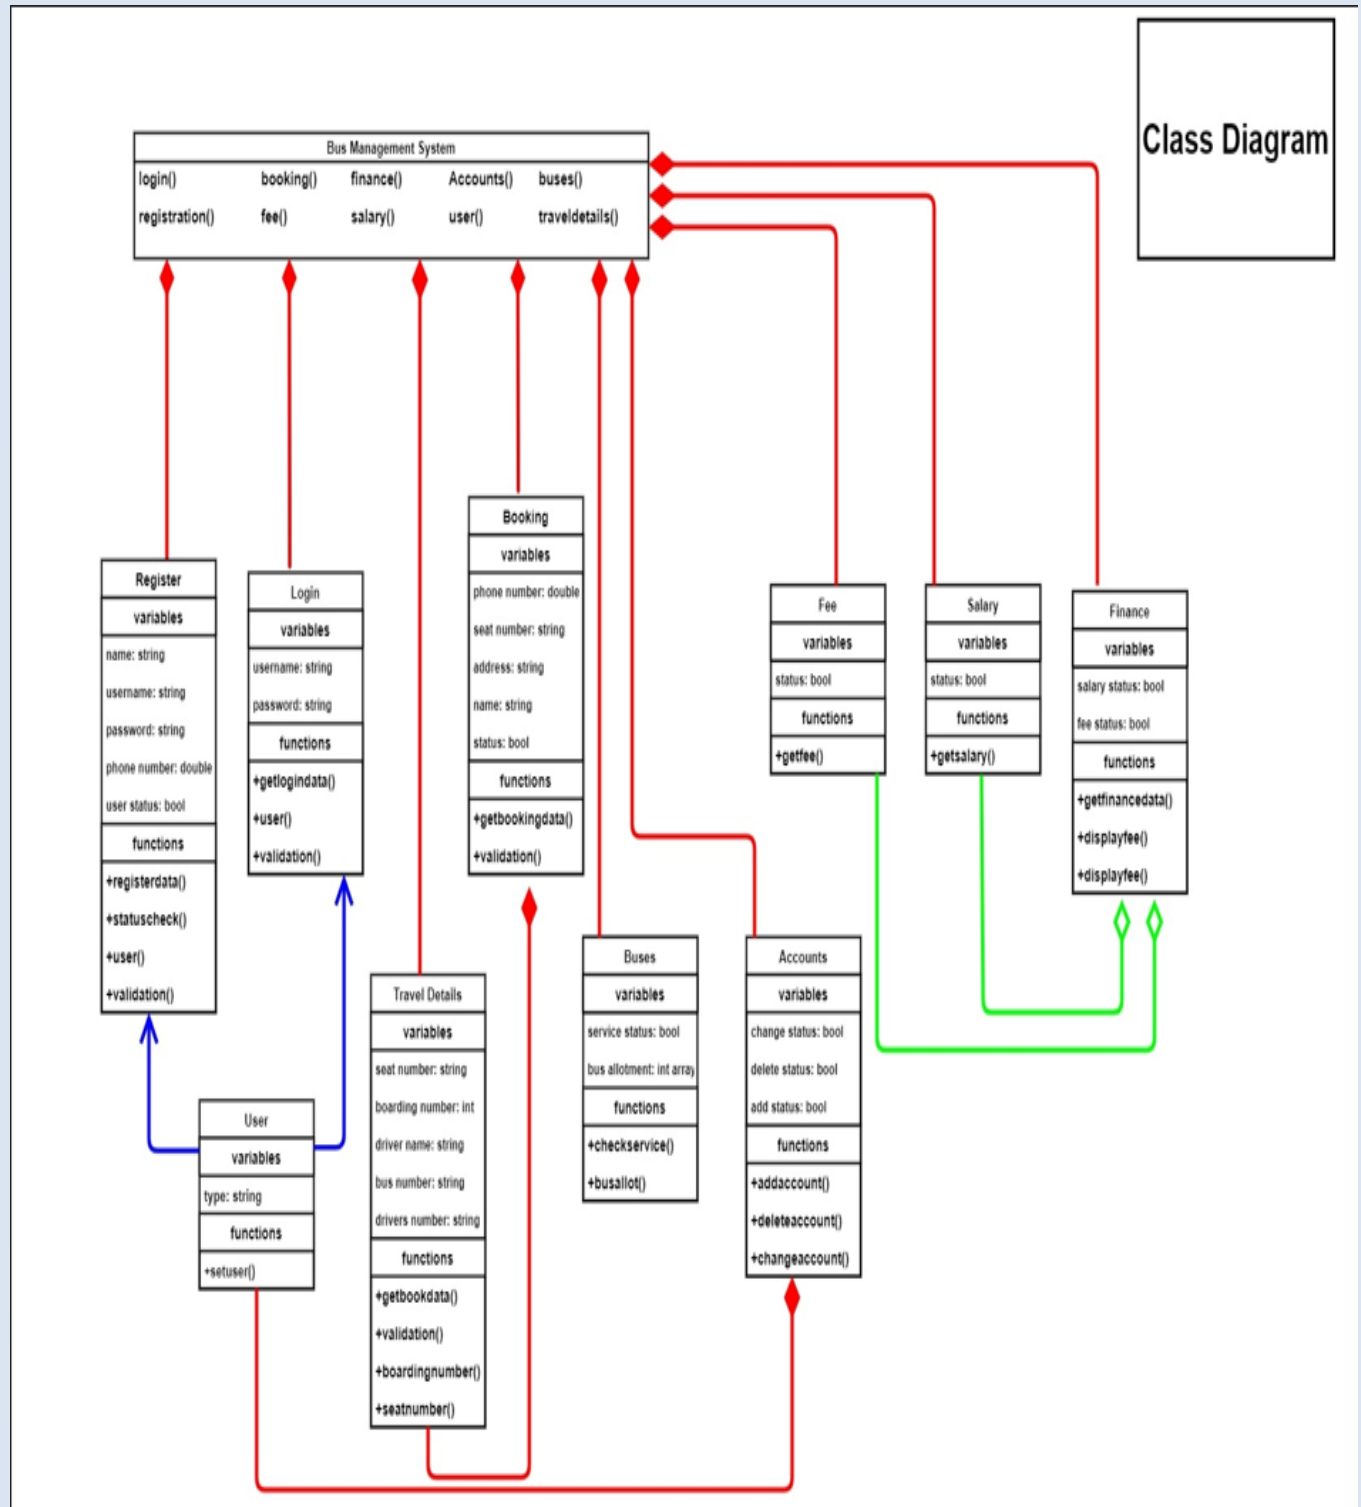 Class Diagram
Bus Management System
login() booking() finance() Accounts() buses()
registration() fee() salary() user() traveldetails()
Register
variables
name: string
username: string
password: string
phone number: double
user status: bool
functions
+registerdata()
+statuscheck()
+user()
+validation()
Login
variables
username: string
password: string
functions
+getlogindata()
+user()
+validation()
Booking
variables
phone number: double
seat number: string
address: string
name: string
status: bool
functions
+getbookingdata()
+validation()
Fee
variables
status: bool
functions
+getfee()
Salary
variables
status: bool
functions
+getsalary()
Finance
variables
salary status: bool
fee status: bool
functions
+getfinancedata()
+displayfee()
+displayfee()
User
variables
type: string
functions
+setuser()
Travel Details
variables
seat number: string
boarding number: int
driver name: string
bus number: string
drivers number: string
functions
+getbookdata()
+validation()
+boardingnumber()
+seatnumber()
Buses
variables
service status: bool
bus allotment: int array
functions
+checkservice()
+busallot()
Accounts
variables
change status: bool
delete status: bool
add status: bool
functions
+addaccount()
+deleteaccount()
+changeaccount()